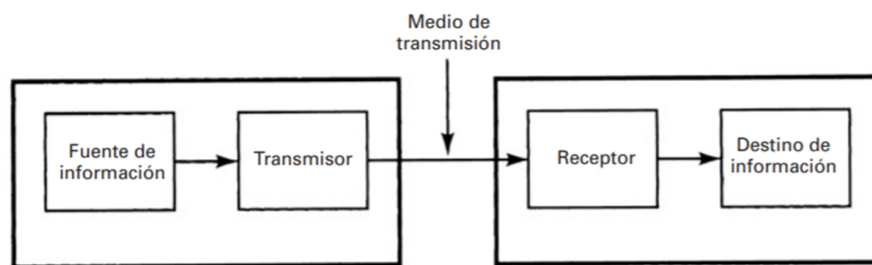 Medio de
transmisión
Fuente de
información
Transmisor
Receptor
Destino de
información